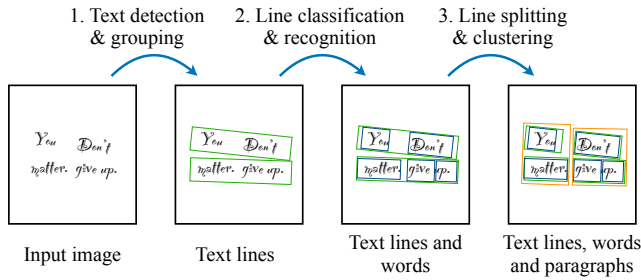 1. Text detection
& grouping
2. Line classification
& recognition
3. Line splitting
& clustering
You Don't
matter. give up.
You Don't
matter. give up.
You Don't
matter. give up.
You Don't
matter. give up.
Input image
Text lines
Text lines and
words
Text lines, words
and paragraphs